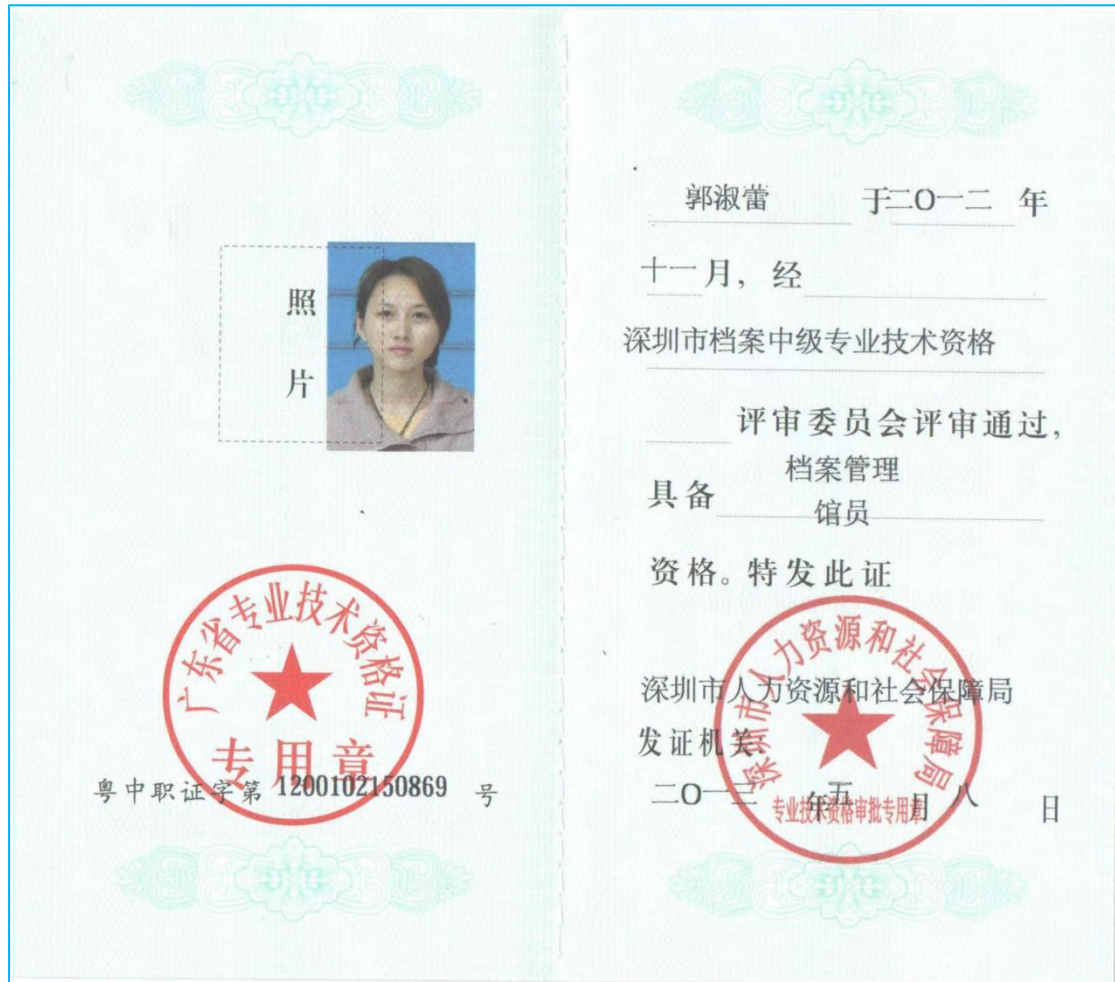 照
片
广东省专业技术资格证
专用章
粤中职证字第 1200102150869 号
郭淑蕾 于二O一二 年
十一月，经
深圳市档案中级专业技术资格
评审委员会评审通过，
档案管理
具备
馆员
资格。特发此证
深圳市人力资源和社会保障局
深圳市人力资源和社会保障局
发证机关:
二O一三 年五 月八 日
专业技术资格审批专用章